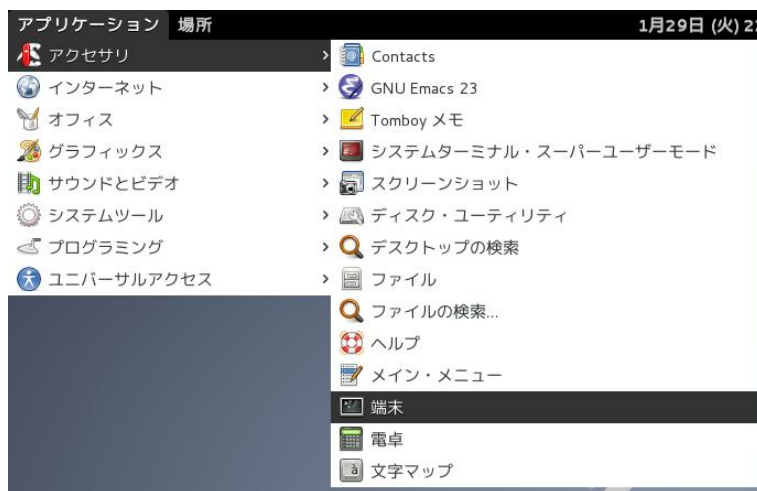 アプリケーション 場所 1月29日 (火)
アクセサリ
インターネット
オフィス
グラフィックス
サウンドとビデオ
システムツール
プログラミング
ユニバーサルアクセス
Contacts
GNU Emacs 23
Tomboy メモ
システムターミナル・スーパーユーザーモード
スクリーンショット
ディスク・ユーティリティ
デスクトップの検索
ファイル
ファイルの検索...
ヘルプ
メイン・メニュー
端末
電卓
文字マップ